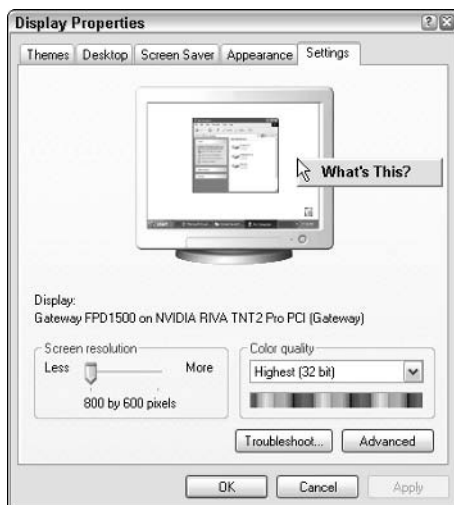 Display Properties
Themes Desktop Screen Saver Appearance Settings
What's This?
Display:
Gateway FPD1500 on NVIDIA RIVA TNT2 Pro PCI (Gateway)
Screen resolution
Less More
800 by 600 pixels
Color quality
Highest (32 bit)
Troubleshoot... Advanced
OK Cancel Apply